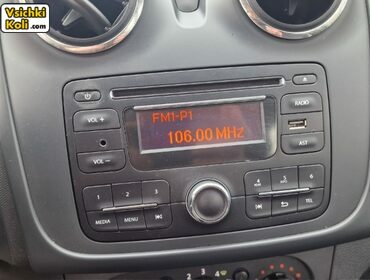 Vsichki
Koli.com
FM1-P1
106.00 MHz
VOL +
VOL −
RADIO
AST
1 2 3
4 5 6
MEDIA MENU
TEL